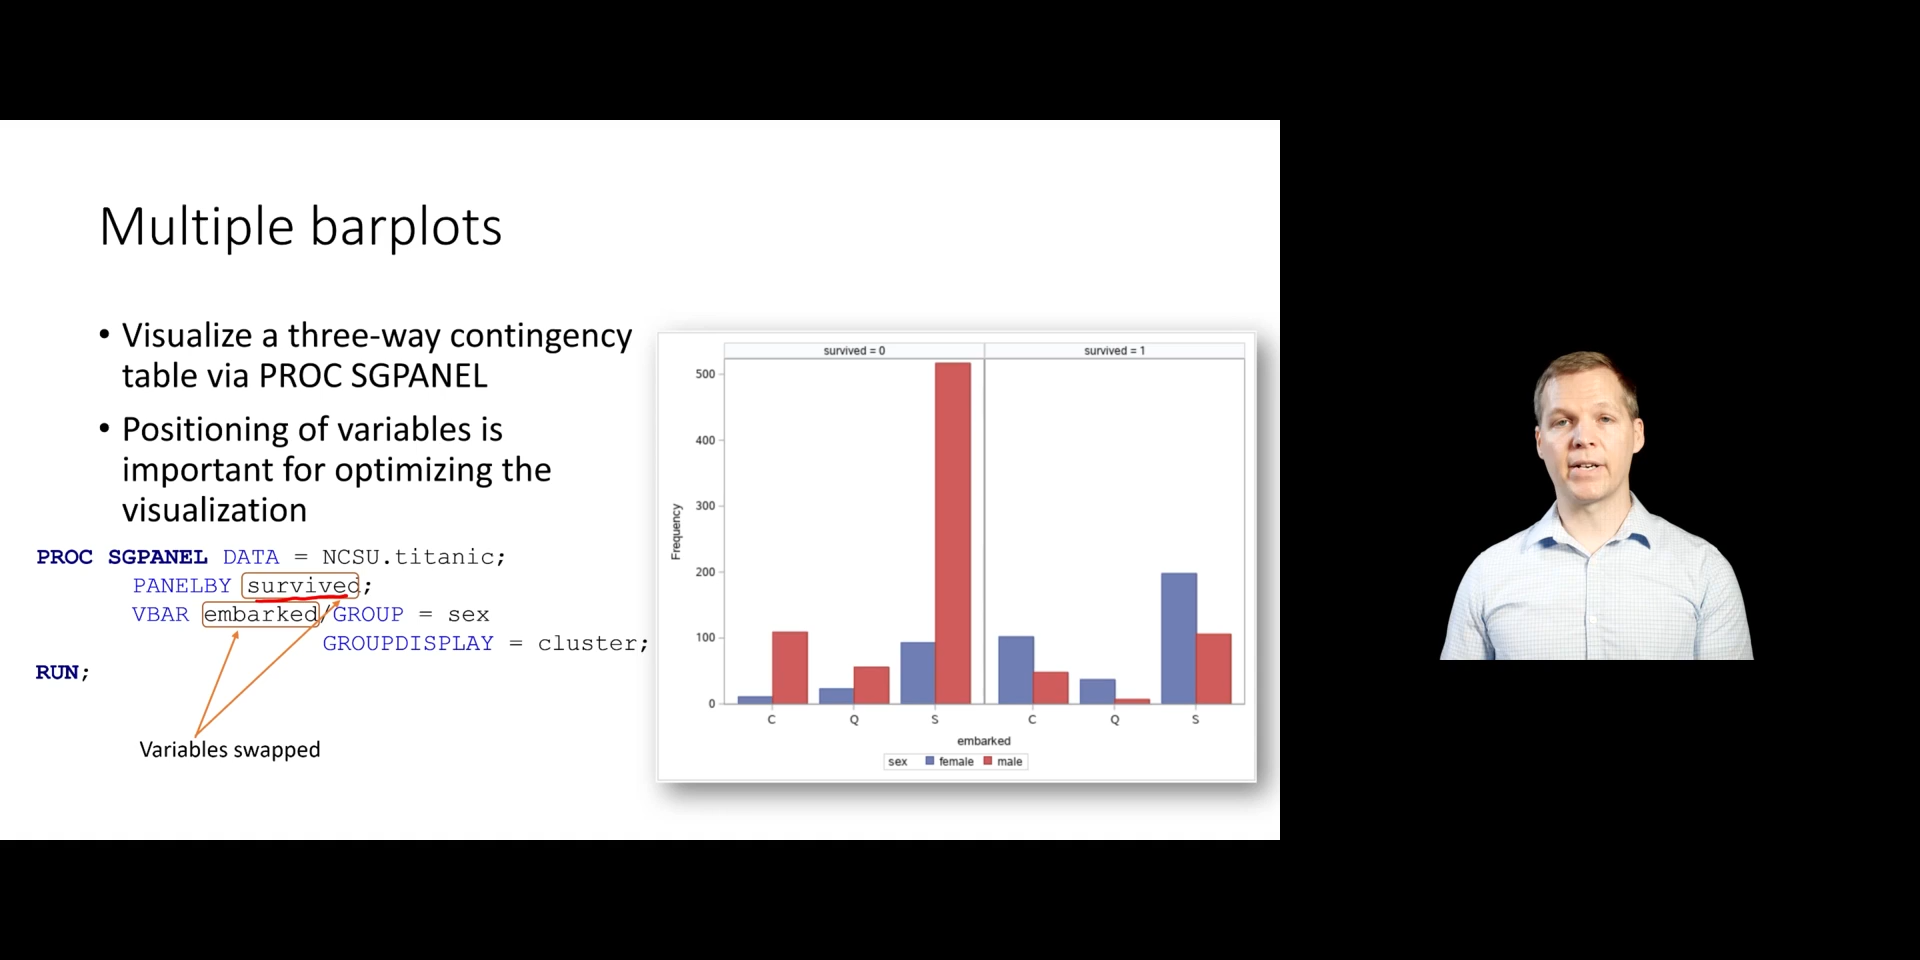 Multiple barplots
• Visualize a three-way contingency
table via PROC SGPANEL
• Positioning of variables is
important for optimizing the
visualization
PROC SGPANEL DATA = NCSU.titanic;
PANELBY survived;
VBAR embarked/GROUP = sex
GROUPDISPLAY = cluster;
RUN;
Variables swapped
survived = 0 survived = 1
500
400
300
200
100
0
Frequency
C Q S C Q S
embarked
sex female male